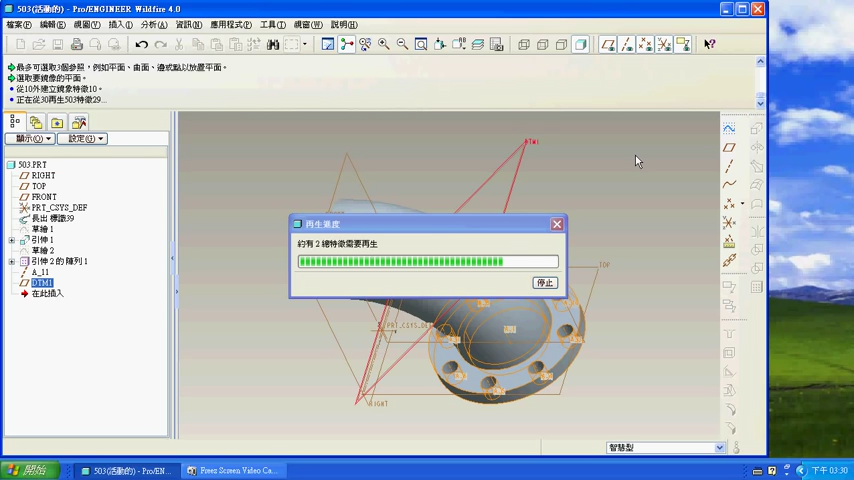 503(活動的) - Pro/ENGINEER Wildfire 4.0
檔案(F) 編輯(E) 視圖(V) 插入(I) 分析(A) 資訊(N) 應用程式(P) 工具(T) 視窗(W) 說明(H)
最多可選取3個參照，例如平面、曲面、邊或點以放置平面。
選取要鏡像的平面。
從10外建立鏡象特徵10。
正在從30再生503特徵29...
顯示(O) 設定(G)
503.PRT
RIGHT
TOP
FRONT
PRT_CSYS_DEF
長出 標識39
草繪 1
引伸 1
草繪 2
引伸 2 的 陣列 1
A_11
DTM1
在此插入
DTM1
TOP
PRT_CSYS_DEF
RIGHT
再生進度
約有 2 總特徵需要再生
停止
智慧型
開始
503(活動的) - Pro/EN...
Free Screen Video Ca...
下午 03:30